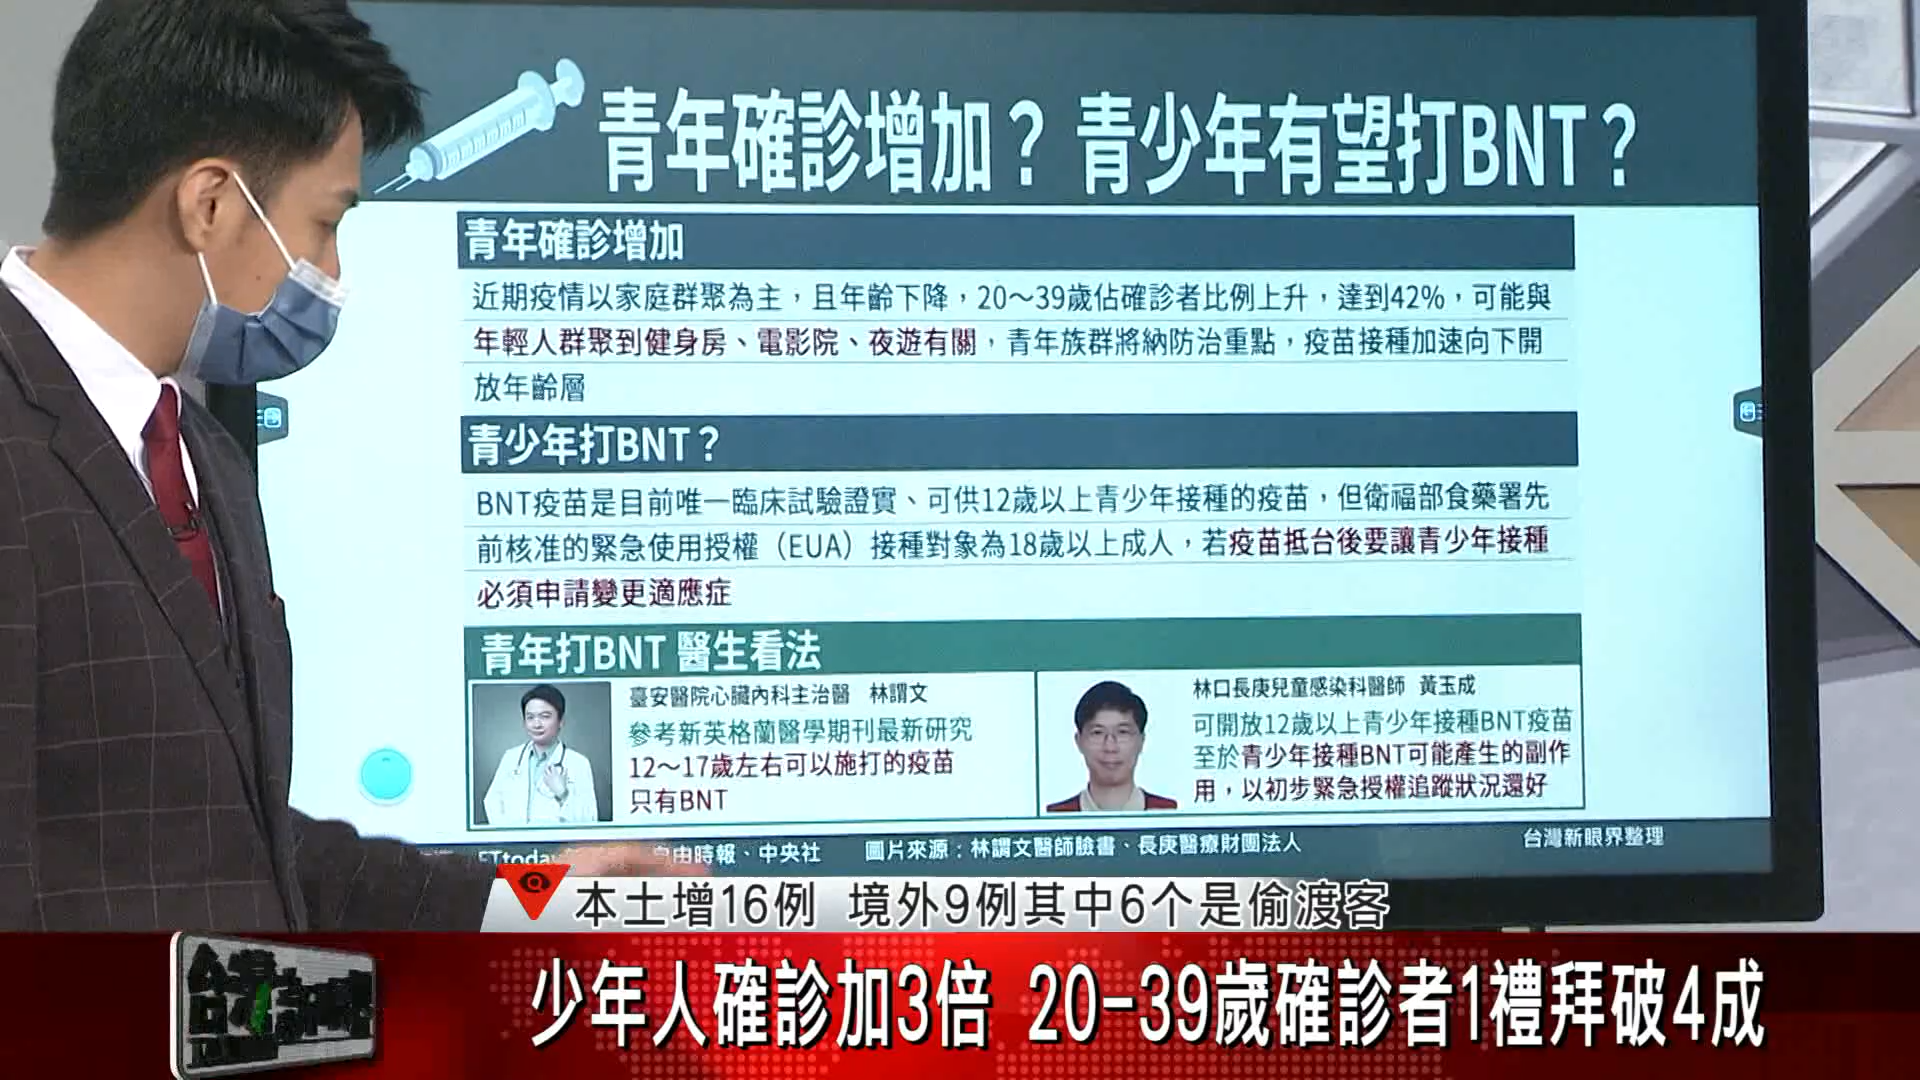 青年確診增加？ 青少年有望打BNT？
青年確診增加
近期疫情以家庭群聚為主，且年齡下降，20～39歲佔確診者比例上升，達到42%，可能與
年輕人群聚到健身房、電影院、夜遊有關，青年族群將納防治重點，疫苗接種加速向下開
放年齡層
青少年打BNT？
BNT疫苗是目前唯一臨床試驗證實、可供12歲以上青少年接種的疫苗，但衛福部食藥署先
前核准的緊急使用授權（EUA）接種對象為18歲以上成人，若疫苗抵台後要讓青少年接種
必須申請變更適應症
青年打BNT 醫生看法
臺安醫院心臟內科主治醫 林謂文
參考新英格蘭醫學期刊最新研究
12～17歲左右可以施打的疫苗
只有BNT
林口長庚兒童感染科醫師 黃玉成
可開放12歲以上青少年接種BNT疫苗
至於青少年接種BNT可能產生的副作
用，以初步緊急授權追蹤狀況還好
自由時報、中央社 圖片來源：林謂文醫師臉書、長庚醫療財團法人
台灣新眼界整理
本土增16例 境外9例其中6个是偷渡客
少年人確診加3倍 20-39歲確診者1禮拜破4成